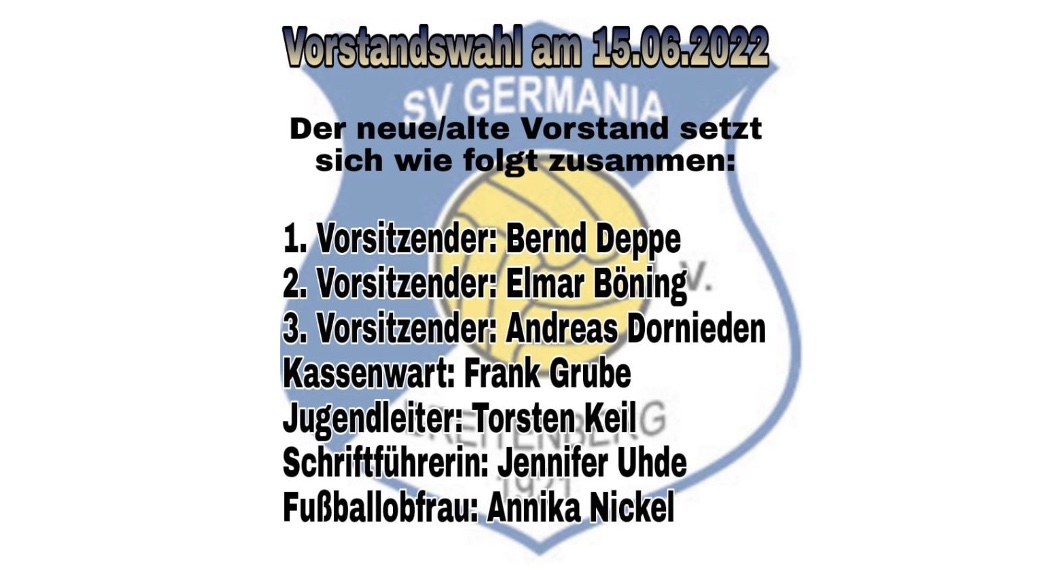 Vorstandswahl am 15.06.2022
SV GERMANIA
Der neue/alte Vorstand setzt
sich wie folgt zusammen:
1. Vorsitzender: Bernd Deppe
2. Vorsitzender: Elmar Böning
V.
3. Vorsitzender: Andreas Dornieden
Kassenwart: Frank Grube
Jugendleiter: Torsten Keil
BREITENBERG
Schriftführerin: Jennifer Uhde
1921
Fußballobfrau: Annika Nickel